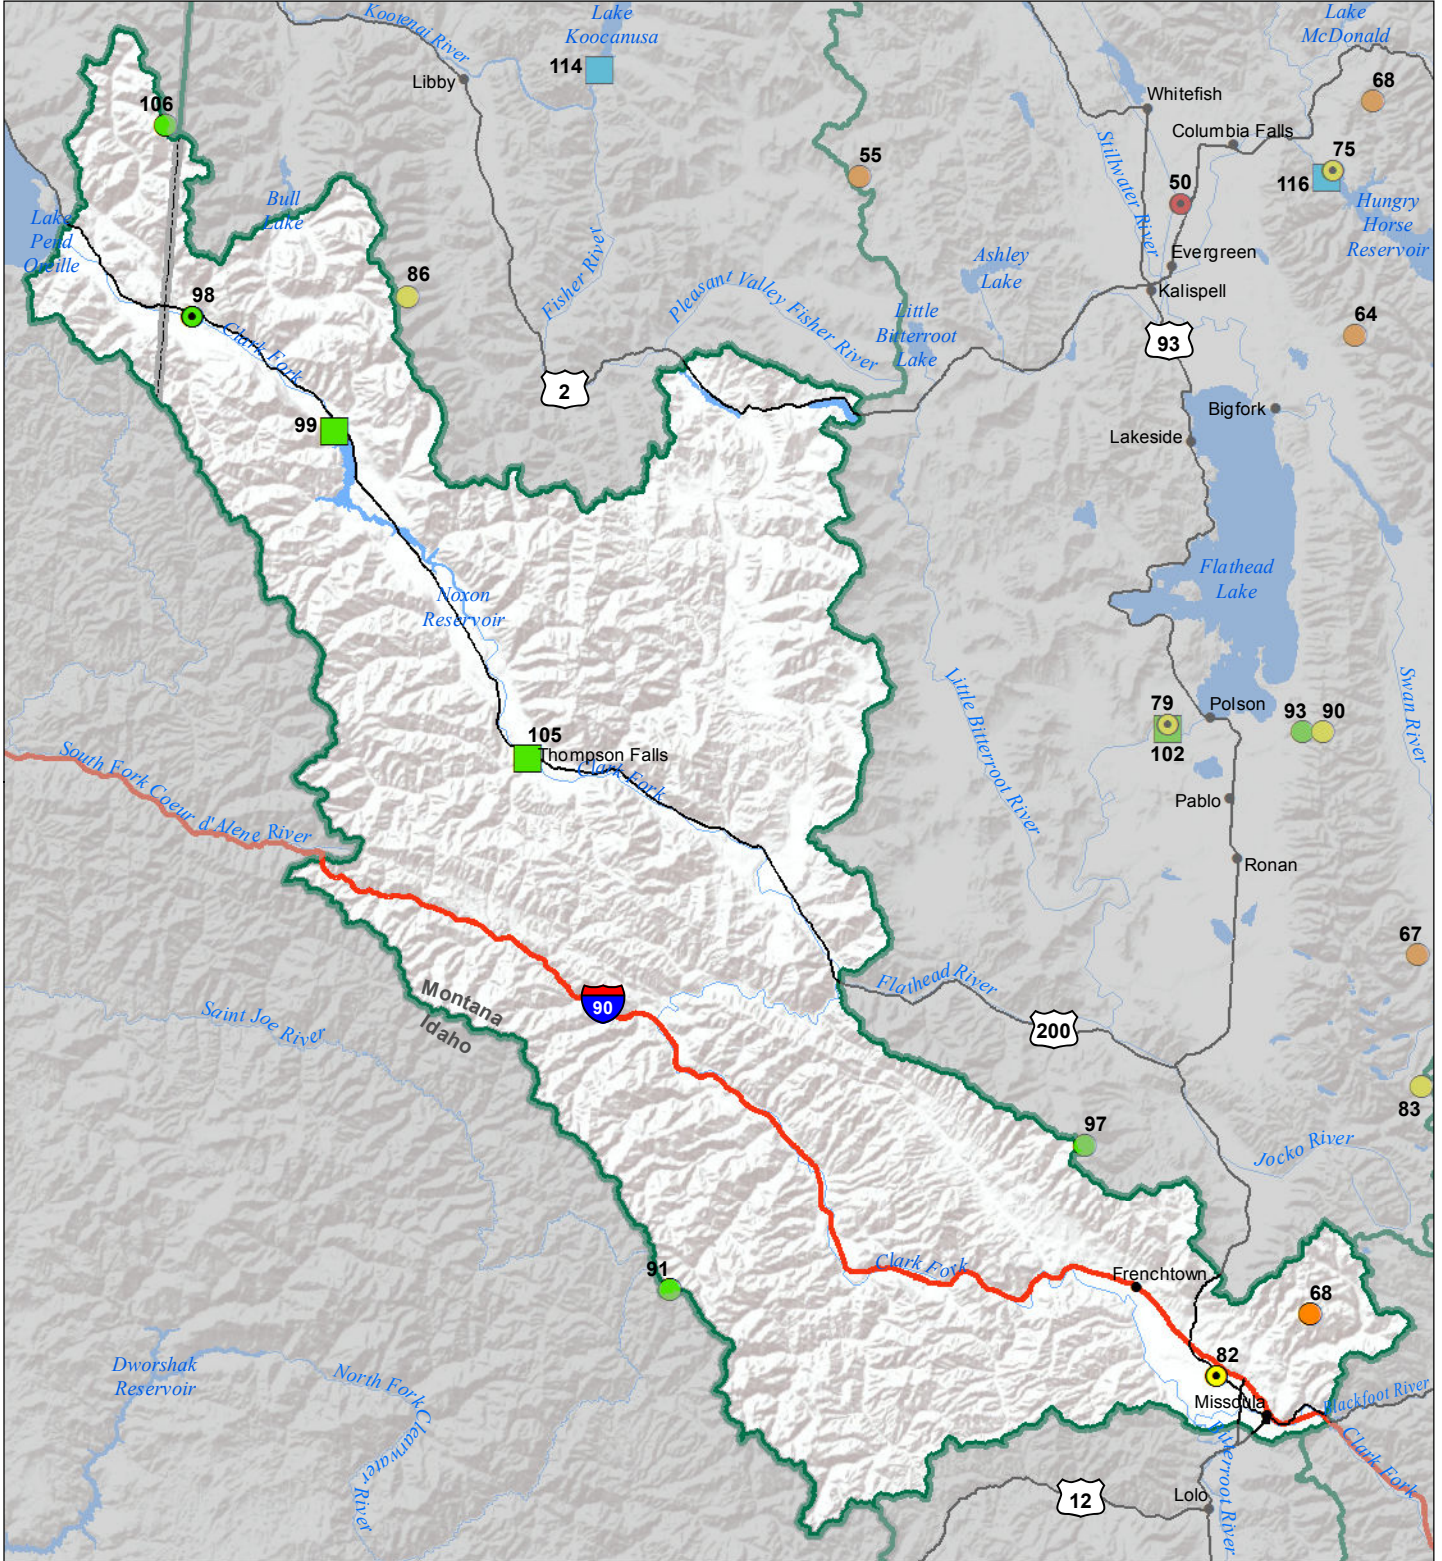 Kootenai River
Lake
Koocanusa
Lake
McDonald
114
Libby
68
Whitefish
106
Columbia Falls
Stillwater River
75
55
116
50
Bull
Lake
Hungry
Horse
Reservoir
Lake
Pend
Oreille
Fisher River
Ashley
Lake
Evergreen
86
Pleasant Valley Fisher River
Kalispell
98
Little
Bitterroot
Lake
64
93
Clark Fork
2
Bigfork
99
Lakeside
Flathead
Lake
Noxon
Reservoir
Little Bitterroot River
Swan River
79
Polson
93
90
105
Thompson Falls
102
South Fork Coeur d'Alene River
Clark Fork
Pablo
Ronan
67
Flathead River
Montana
Idaho
90
Saint Joe River
200
83
97
Jocko River
91
Clark Fork
Frenchtown
68
82
Dworshak
Reservoir
North Fork Clearwater River
Missoula
Blackfoot River
Bitterroot River
Clark Fork
12
Lolo